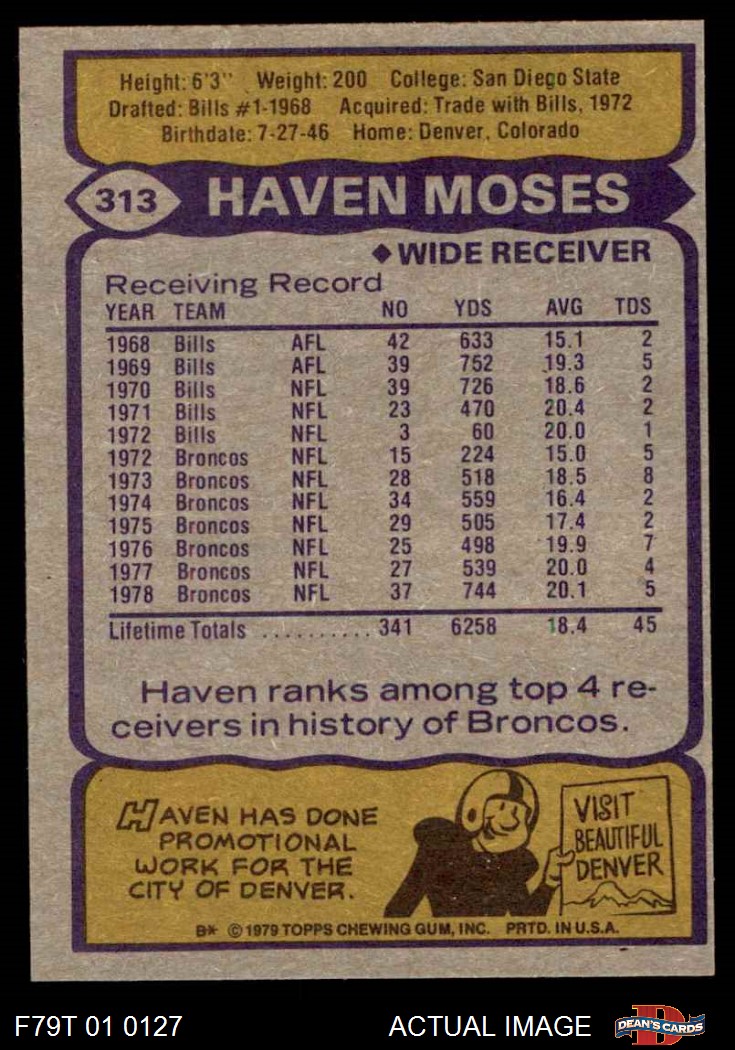 Height: 6'3" Weight: 200 College: San Diego State
Drafted: Bills #1-1968 Acquired: Trade with Bills, 1972
Birthdate: 7-27-46 Home: Denver, Colorado
313 HAVEN MOSES
◆WIDE RECEIVER
Receiving Record
YEAR TEAM NO YDS AVG TDS
1968 Bills AFL 42 633 15.1 2
1969 Bills AFL 39 752 19.3 5
1970 Bills NFL 39 726 18.6 2
1971 Bills NFL 23 470 20.4 2
1972 Bills NFL 3 60 20.0 1
1972 Broncos NFL 15 224 15.0 5
1973 Broncos NFL 28 518 18.5 8
1974 Broncos NFL 34 559 16.4 2
1975 Broncos NFL 29 505 17.4 2
1976 Broncos NFL 25 498 19.9 7
1977 Broncos NFL 27 539 20.0 4
1978 Broncos NFL 37 744 20.1 5
Lifetime Totals .......... 341 6258 18.4 45
Haven ranks among top 4 re-
ceivers in history of Broncos.
HAVEN HAS DONE
PROMOTIONAL
WORK FOR THE
CITY OF DENVER.
VISIT
BEAUTIFUL
DENVER
B* © 1979 TOPPS CHEWING GUM, INC. PRTD. IN U.S.A.
F79T 01 0127 ACTUAL IMAGE D DEAN'S CARDS